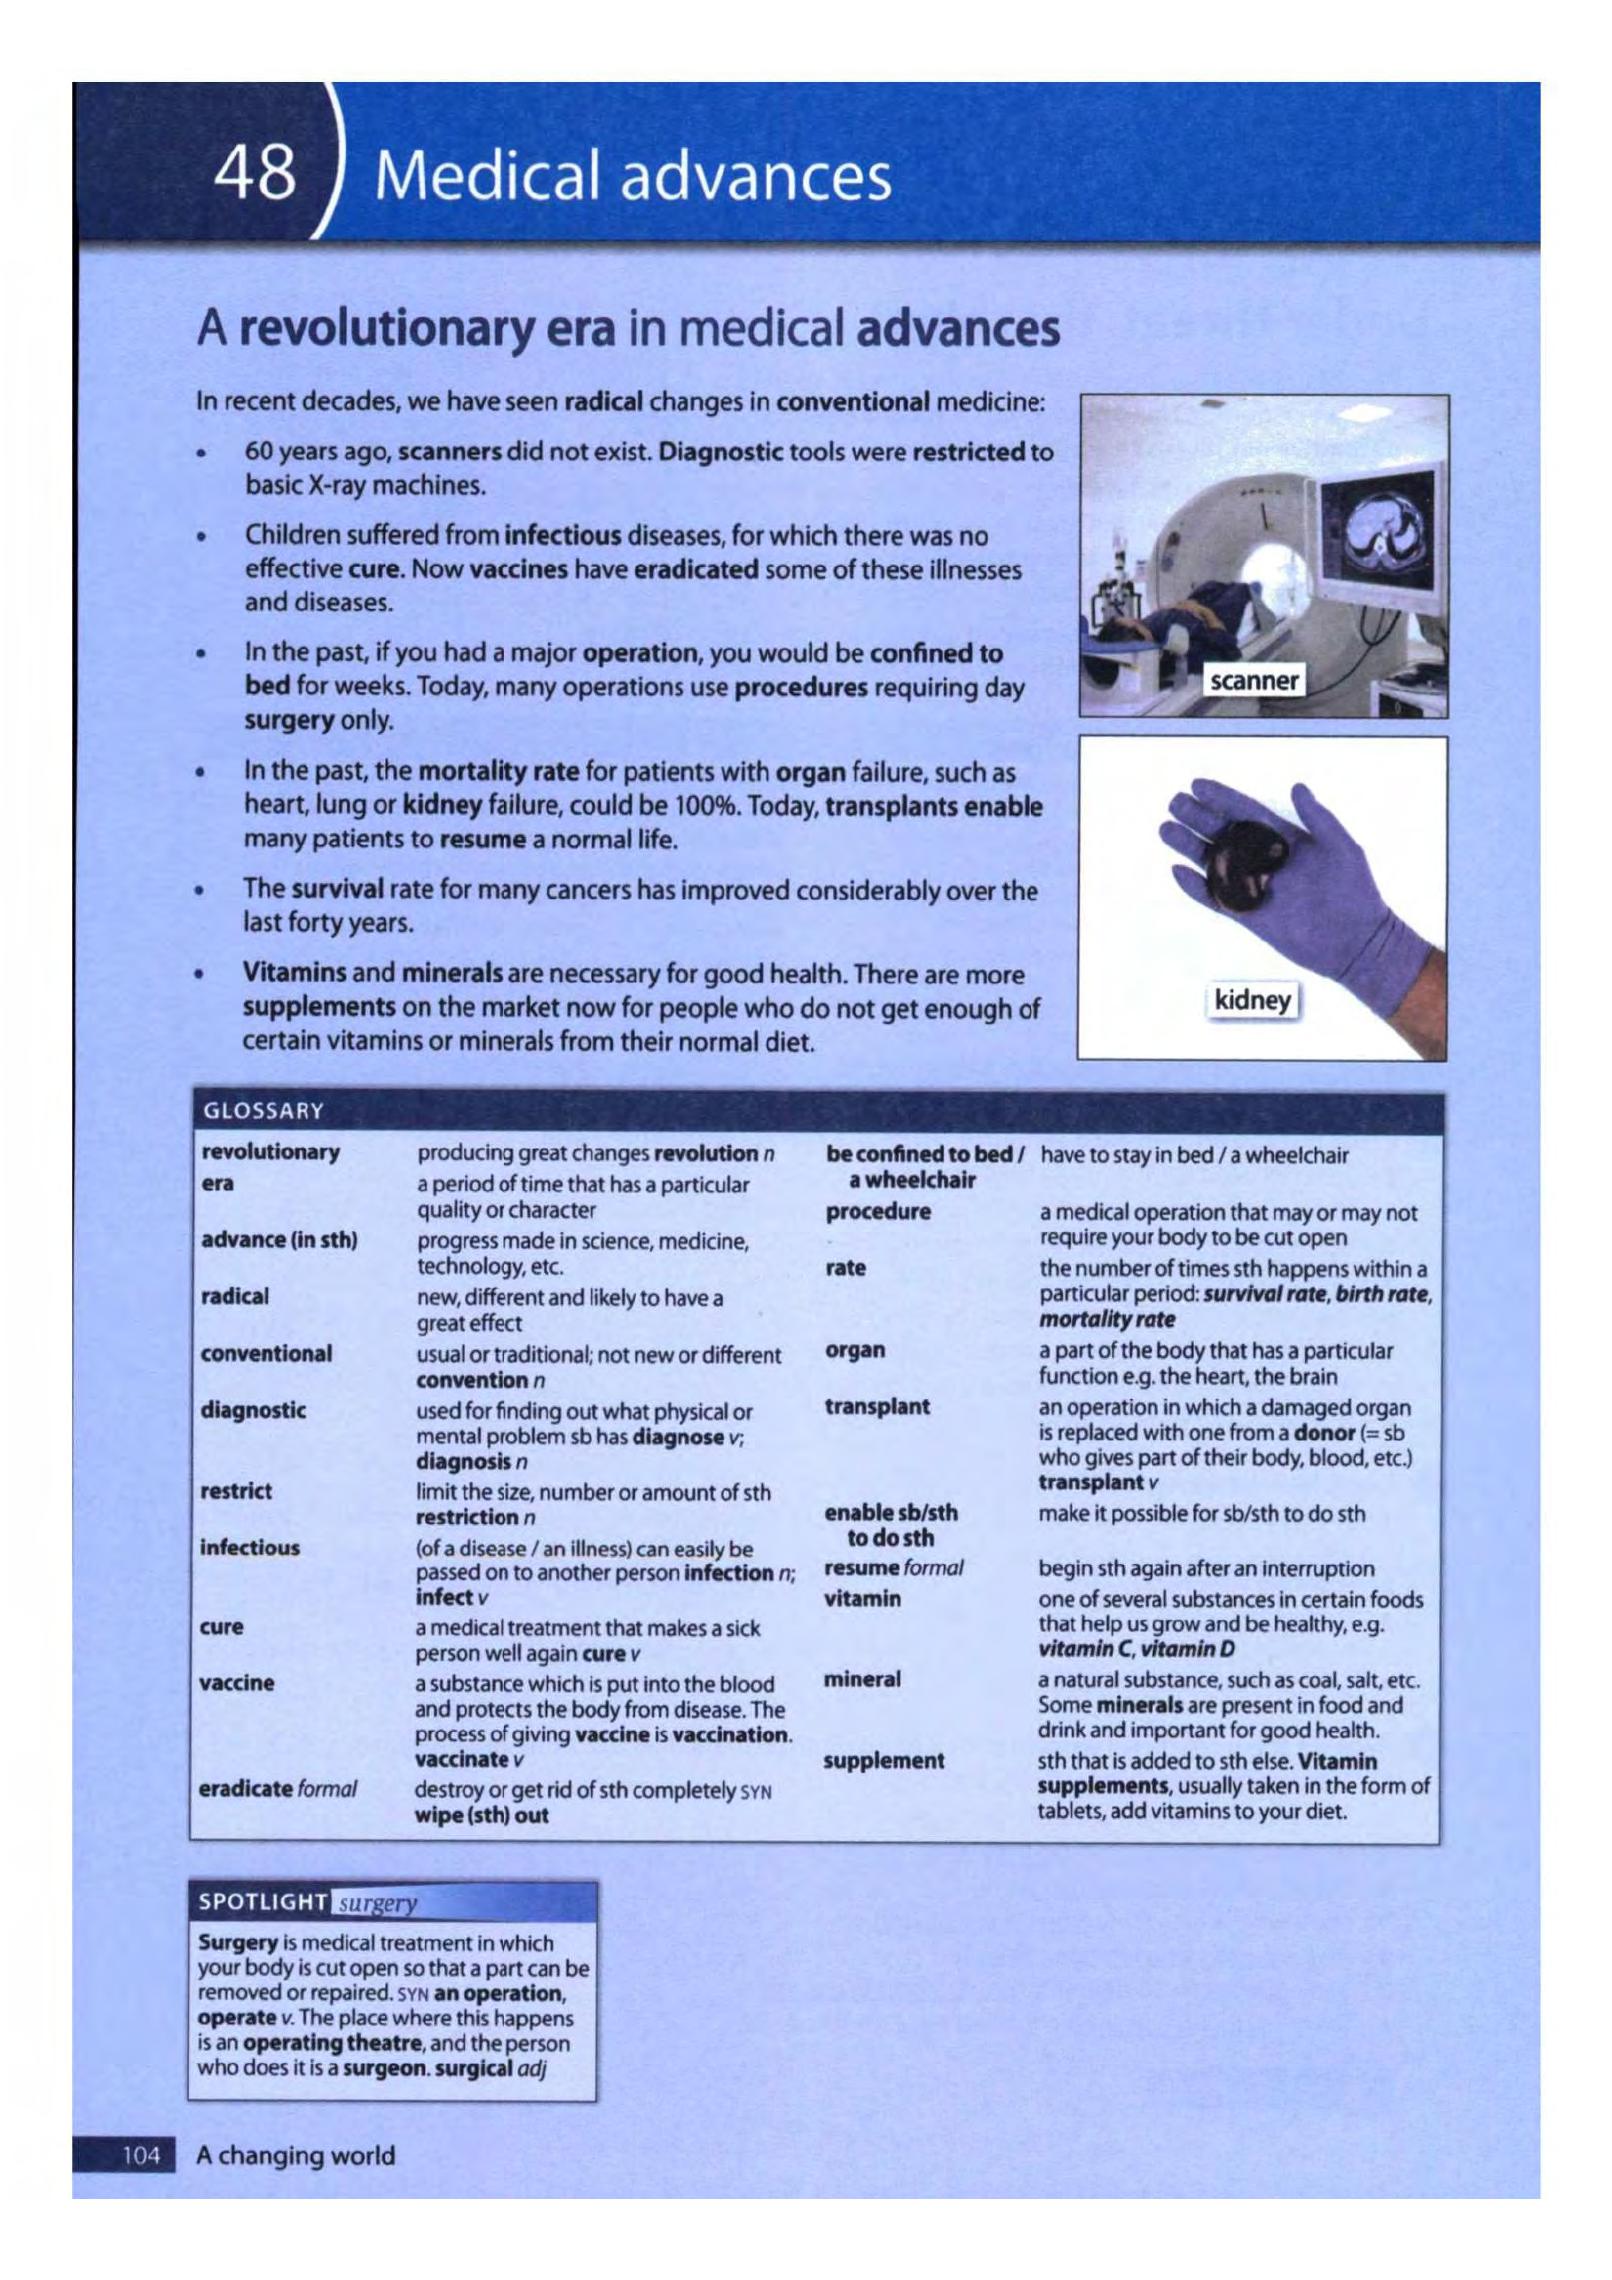 48
Medical advances
A revolutionary era in medical advances
In recent decades, we have seen radical changes in conventional medicine:
• 60 years ago, scanners did not exist. Diagnostic tools were restricted to
basic X-ray machines.
• Children suffered from infectious diseases, for which there was no
effective cure. Now vaccines have eradicated some of these illnesses
and diseases.
• In the past, if you had a major operation, you would be confined to
bed for weeks. Today, many operations use procedures requiring day
surgery only.
• In the past, the mortality rate for patients with organ failure, such as
heart, lung or kidney failure, could be 100%. Today, transplants enable
many patients to resume a normal life.
• The survival rate for many cancers has improved considerably over the
last forty years.
• Vitamins and minerals are necessary for good health. There are more
supplements on the market now for people who do not get enough of
certain vitamins or minerals from their normal diet.
scanner
kidney
GLOSSARY
revolutionary producing great changes revolution n
era a period of time that has a particular
quality or character
advance (in sth) progress made in science, medicine,
technology, etc.
radical new, different and likely to have a
great effect
conventional usual or traditional; not new or different
convention n
diagnostic used for finding out what physical or
mental problem sb has diagnose v;
diagnosis n
restrict limit the size, number or amount of sth
restriction n
infectious (of a disease / an illness) can easily be
passed on to another person infection n;
infect v
cure a medical treatment that makes a sick
person well again cure v
vaccine a substance which is put into the blood
and protects the body from disease. The
process of giving vaccine is vaccination.
vaccinate v
eradicate formal destroy or get rid of sth completely SYN
wipe (sth) out
be confined to bed / have to stay in bed / a wheelchair
a wheelchair
procedure a medical operation that may or may not
require your body to be cut open
rate the number of times sth happens within a
particular period: survival rate, birth rate,
mortality rate
organ a part of the body that has a particular
function e.g. the heart, the brain
transplant an operation in which a damaged organ
is replaced with one from a donor (= sb
who gives part of their body, blood, etc.)
transplant v
enable sb/sth make it possible for sb/sth to do sth
to do sth
resume formal begin sth again after an interruption
vitamin one of several substances in certain foods
that help us grow and be healthy, e.g.
vitamin C, vitamin D
mineral a natural substance, such as coal, salt, etc.
Some minerals are present in food and
drink and important for good health.
supplement sth that is added to sth else. Vitamin
supplements, usually taken in the form of
tablets, add vitamins to your diet.
SPOTLIGHT surgery
Surgery is medical treatment in which
your body is cut open so that a part can be
removed or repaired. SYN an operation,
operate v. The place where this happens
is an operating theatre, and the person
who does it is a surgeon. surgical adj
104 A changing world